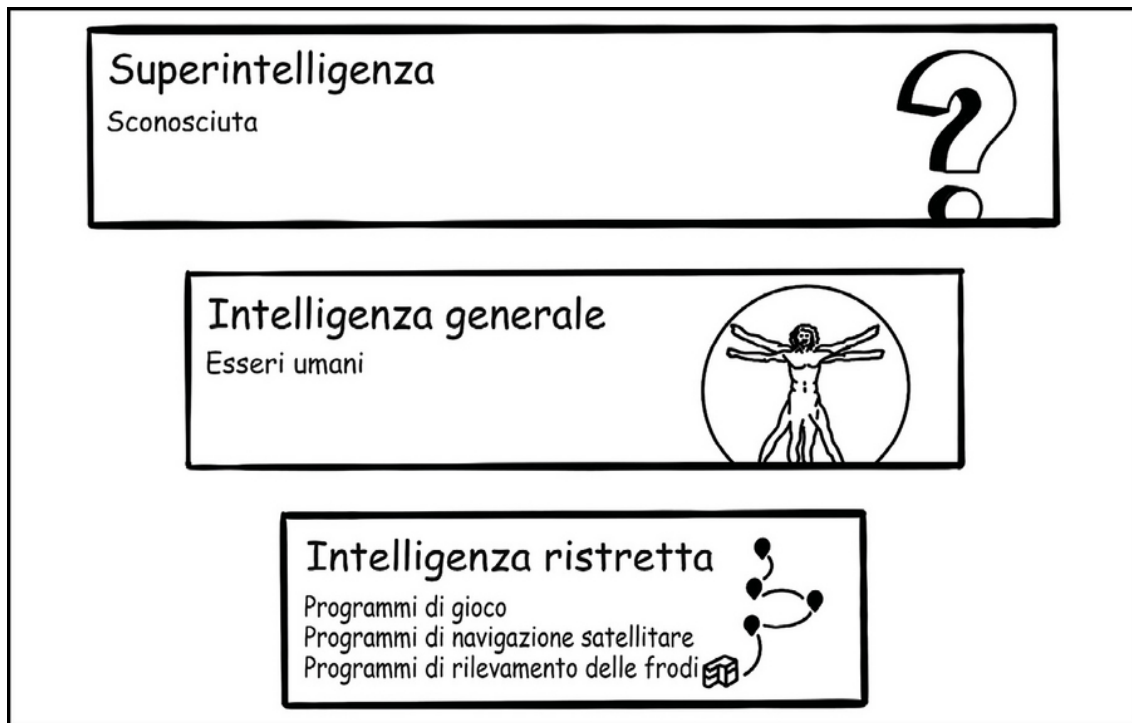 Superintelligenza
Sconosciuta
Intelligenza generale
Esseri umani
Intelligenza ristretta
Programmi di gioco
Programmi di navigazione satellitare
Programmi di rilevamento delle frodi